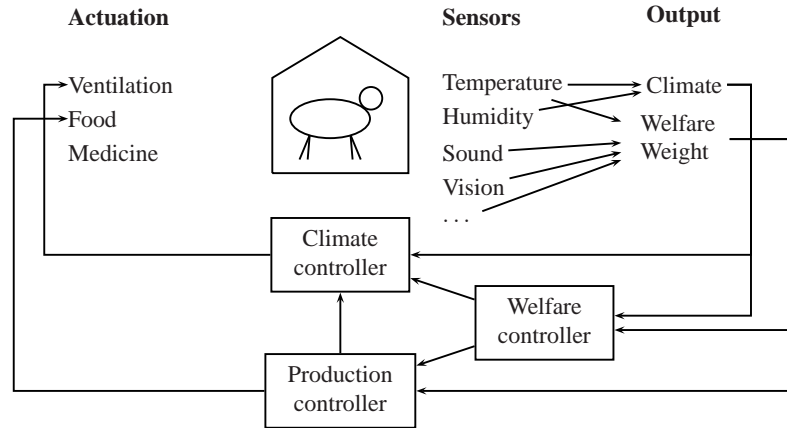 Actuation
Sensors
Output
Ventilation
Food
Medicine
Temperature
Humidity
Sound
Vision
...
Climate
Welfare
Weight
Climate
controller
Welfare
controller
Production
controller